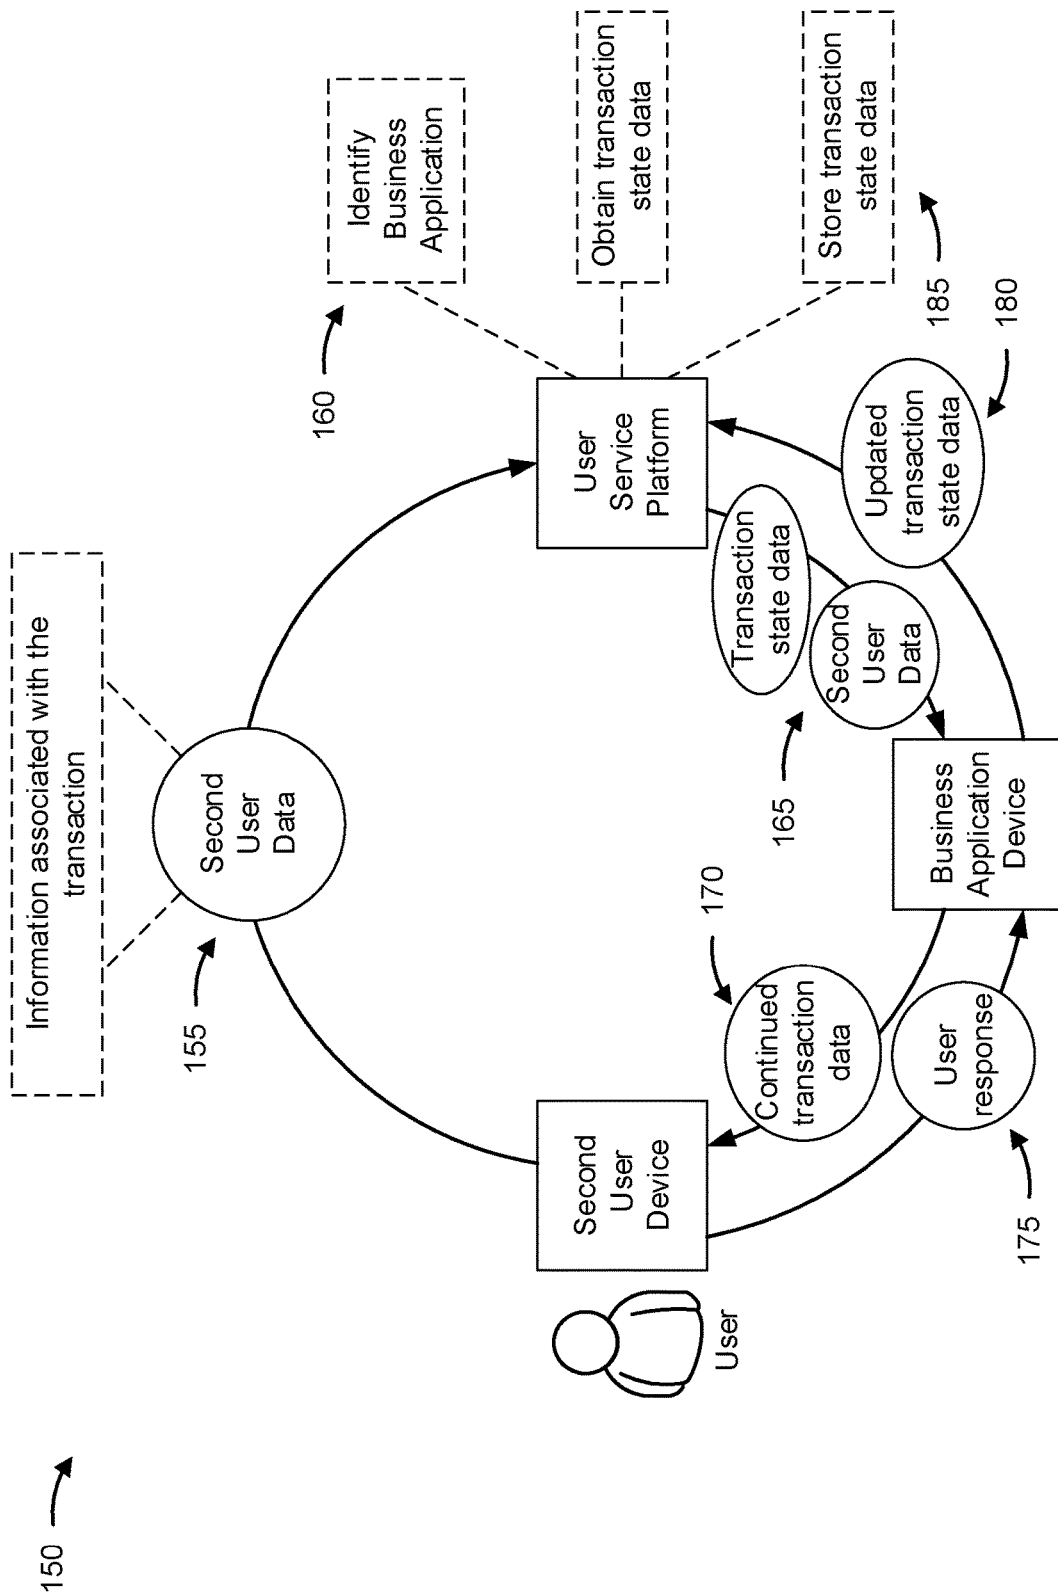 150
Information associated with the
transaction
155
Second
User
Data
160
Identify
Business
Application
Obtain transaction
state data
Store transaction
state data
185
User
Service
Platform
Second
User
Device
User
Transaction
state data
Second
User
Data
165
170
Continued
transaction
data
User
response
175
Business
Application
Device
Updated
transaction
state data
180